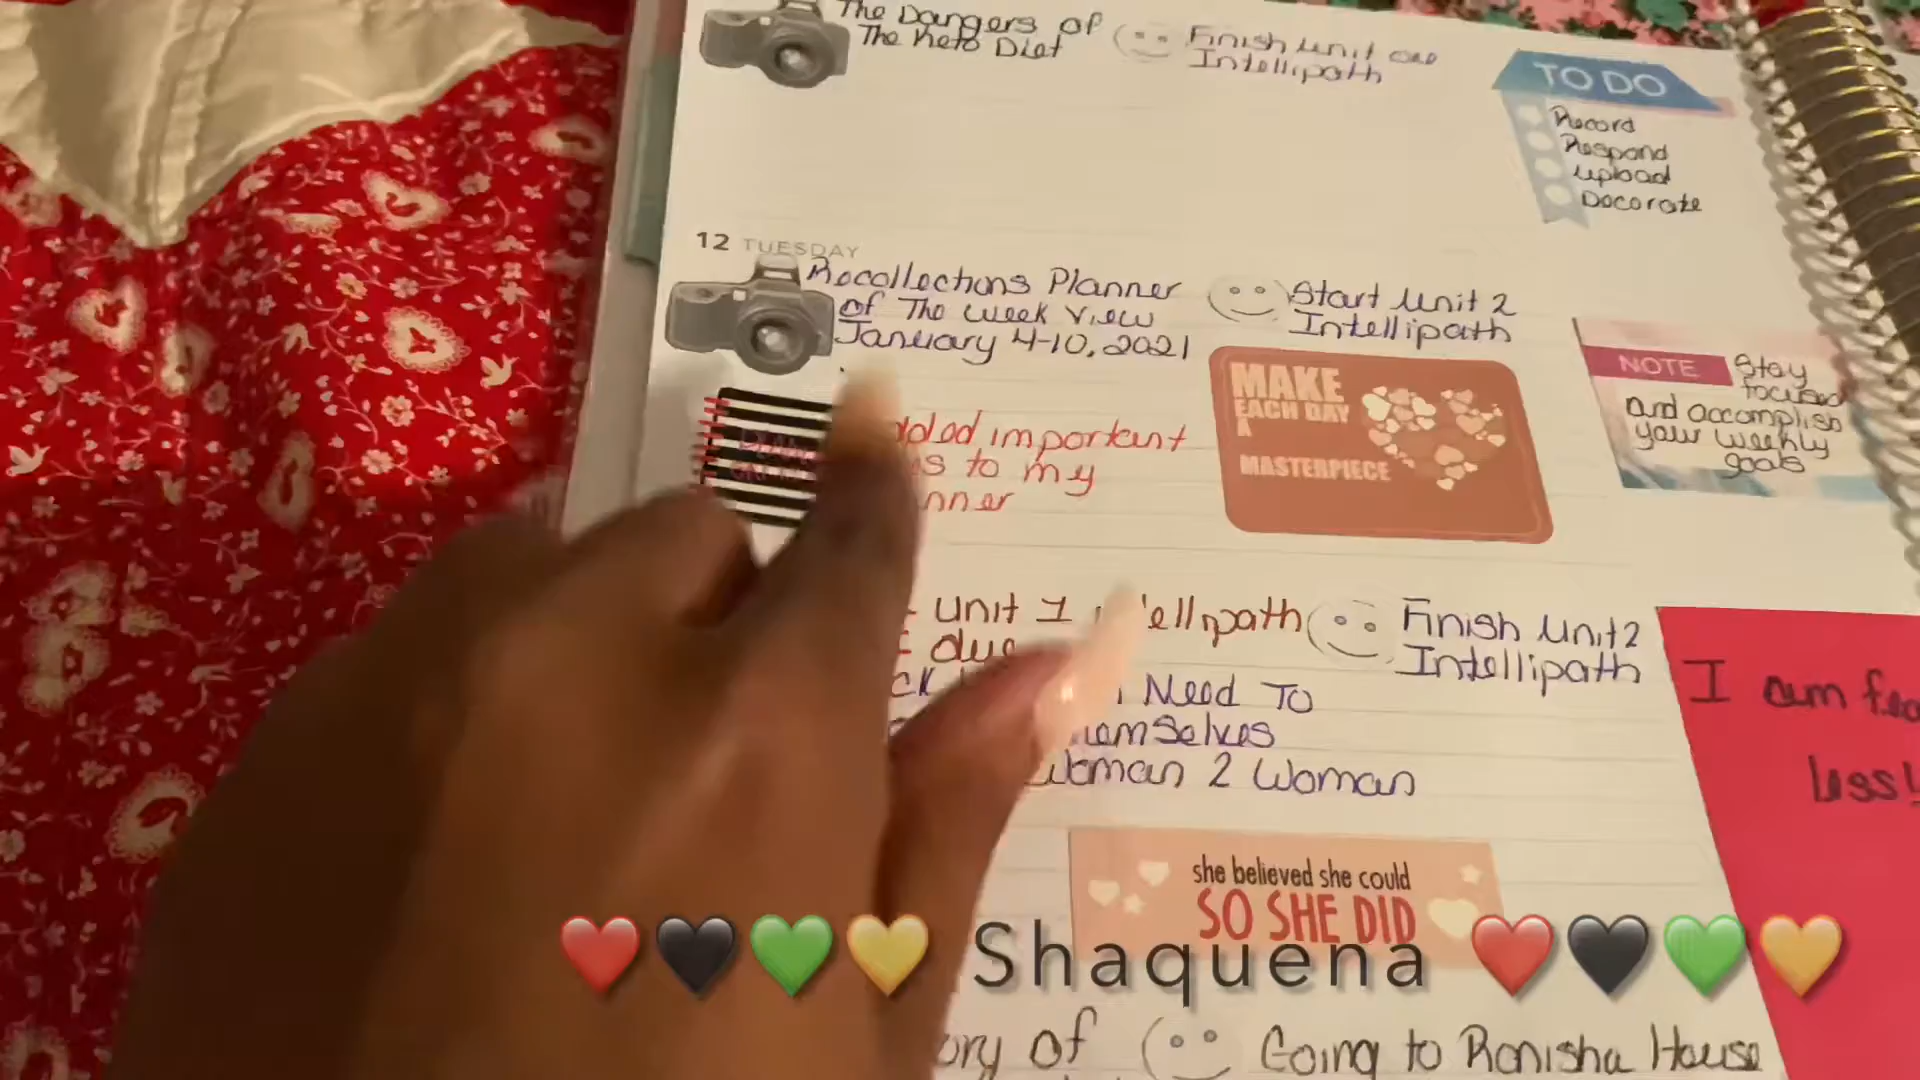 The Dangers of
The Keto Diet
Finish unit one
Intellipath
TO DO
Record
Respond
upload
Decorate
12 TUESDAY
Recollections Planner
of The week view
January 4-10, 2021
Start unit 2
Intellipath
MAKE
EACH DAY
A
MASTERPIECE
NOTE
Stay
focused
and accomplish
your weekly
goals
important
to my
unit 1
Finish unit 2
Intellipath
due
Need To
Woman 2 Woman
I am
she believed she could
SO SHE DID
❤️🖤💚💛 Shaquena ❤️🖤💚💛
of
Going to Ronisha House